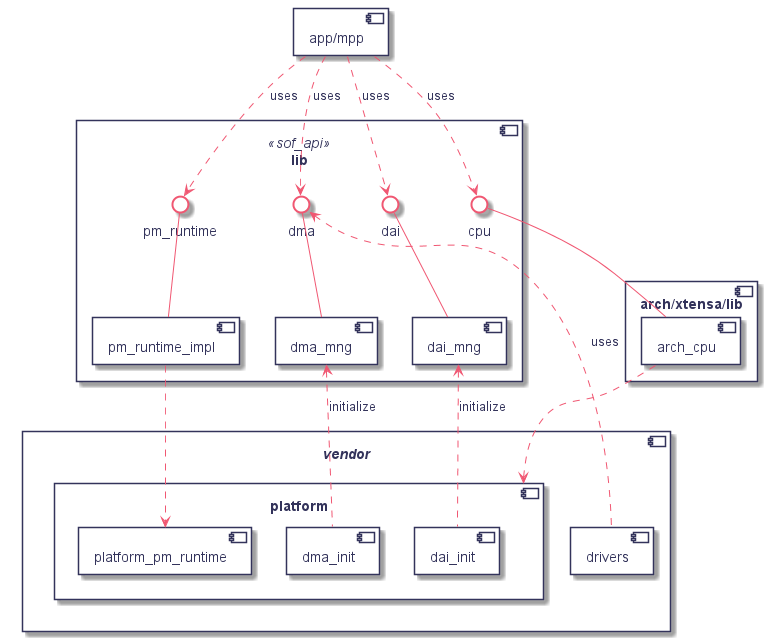 app/mpp
uses
uses
uses
uses
«sof_api»
lib
pm_runtime
dma
dai
cpu
arch/xtensa/lib
pm_runtime_impl
dma_mng
dai_mng
arch_cpu
uses
initialize
initialize
vendor
platform
platform_pm_runtime
dma_init
dai_init
drivers